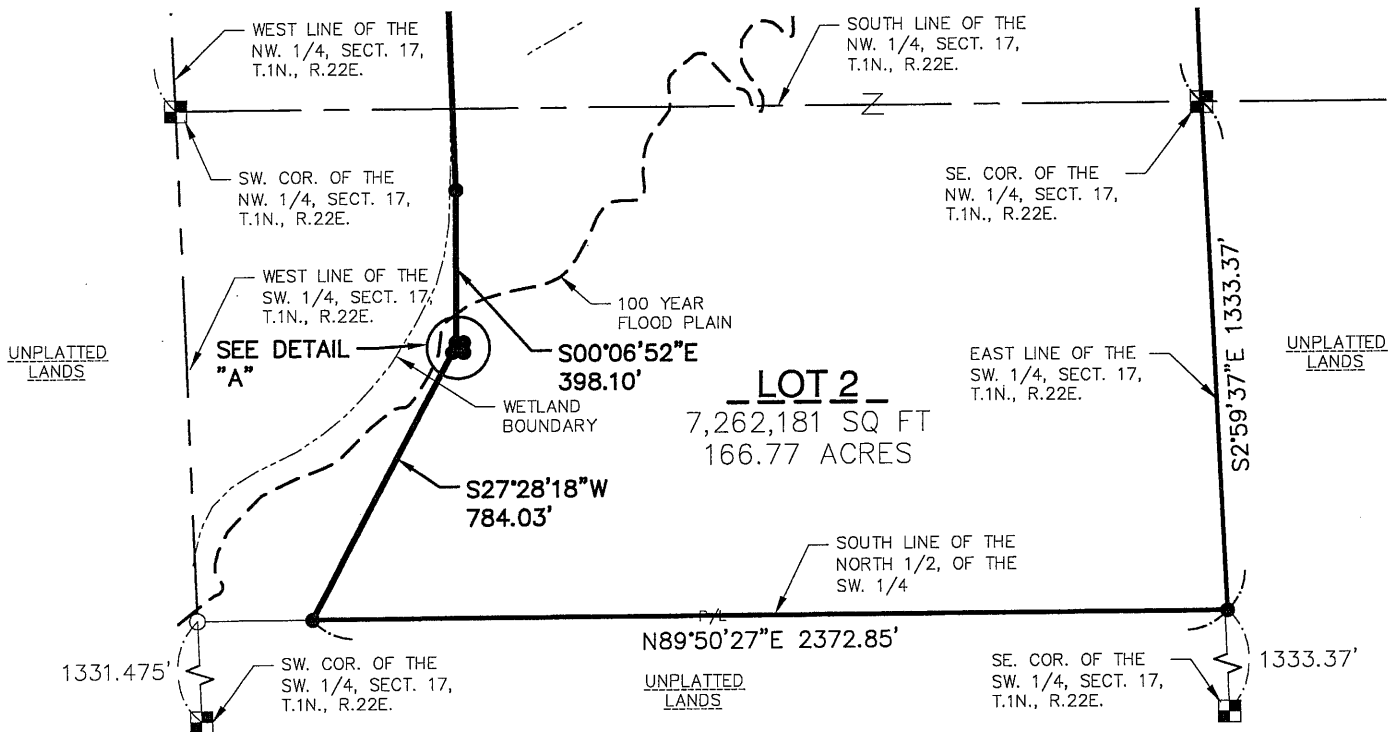 WEST LINE OF THE
NW. 1/4, SECT. 17,
T.1N., R.22E.
SOUTH LINE OF THE
NW. 1/4, SECT. 17,
T.1N., R.22E.
SW. COR. OF THE
NW. 1/4, SECT. 17,
T.1N., R.22E.
SE. COR. OF THE
NW. 1/4, SECT. 17,
T.1N., R.22E.
WEST LINE OF THE
SW. 1/4, SECT. 17,
T.1N., R.22E.
100 YEAR
FLOOD PLAIN
UNPLATTED
LANDS
SEE DETAIL
"A"
S00°06'52"E
398.10'
EAST LINE OF THE
SW. 1/4, SECT. 17,
T.1N., R.22E.
S2°59'37"E 1333.37'
UNPLATTED
LANDS
LOT 2
7,262,181 SQ FT
166.77 ACRES
WETLAND
BOUNDARY
S27°28'18"W
784.03'
SOUTH LINE OF THE
NORTH 1/2, OF THE
SW. 1/4
P/L
N89°50'27"E 2372.85'
1331.475'
SW. COR. OF THE
SW. 1/4, SECT. 17,
T.1N., R.22E.
UNPLATTED
LANDS
SE. COR. OF THE
SW. 1/4, SECT. 17,
T.1N., R.22E.
1333.37'